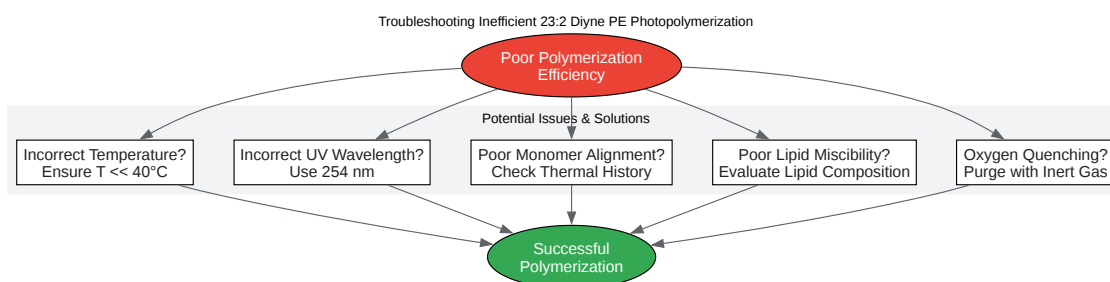 Troubleshooting Inefficient 23:2 Diyne PE Photopolymerization
Poor Polymerization
Efficiency
Potential Issues & Solutions
Incorrect Temperature?
Ensure T << 40°C
Incorrect UV Wavelength?
Use 254 nm
Poor Monomer Alignment?
Check Thermal History
Poor Lipid Miscibility?
Evaluate Lipid Composition
Oxygen Quenching?
Purge with Inert Gas
Successful
Polymerization